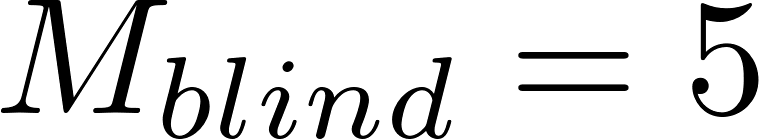 M_{blind} = 5